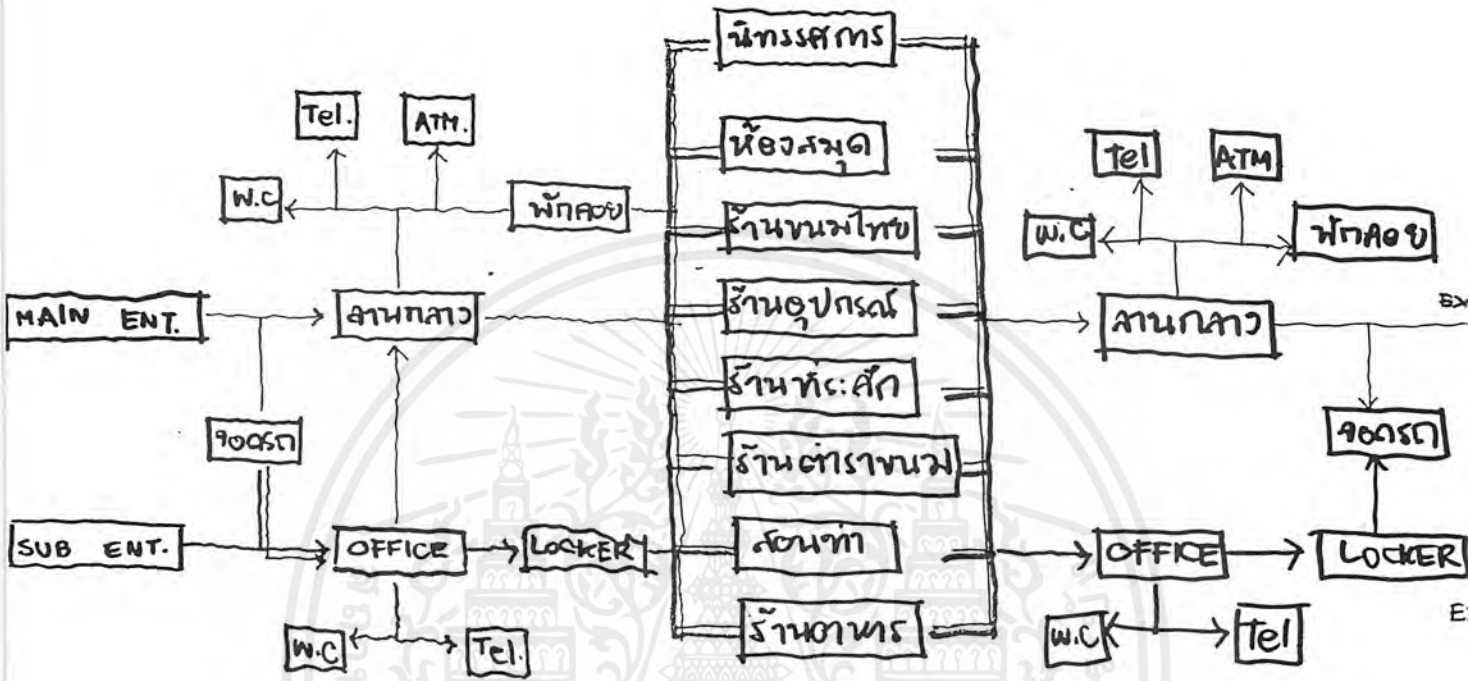 นิทรรศการ
Tel.
ATM.
ห้องสมุด
Tel
ATM
W.C
พักคอย
ร้านขนมไทย
W.C
พักคอย
MAIN ENT.
ลานกลาง
ร้านอุปกรณ์
ลานกลาง
ร้านที่ระลึก
จอดรถ
จอดรถ
ร้านตำราขนม
SUB ENT.
OFFICE
LOCKER
สอนทำ
OFFICE
LOCKER
ร้านอาหาร
W.C
Tel.
W.C
Tel